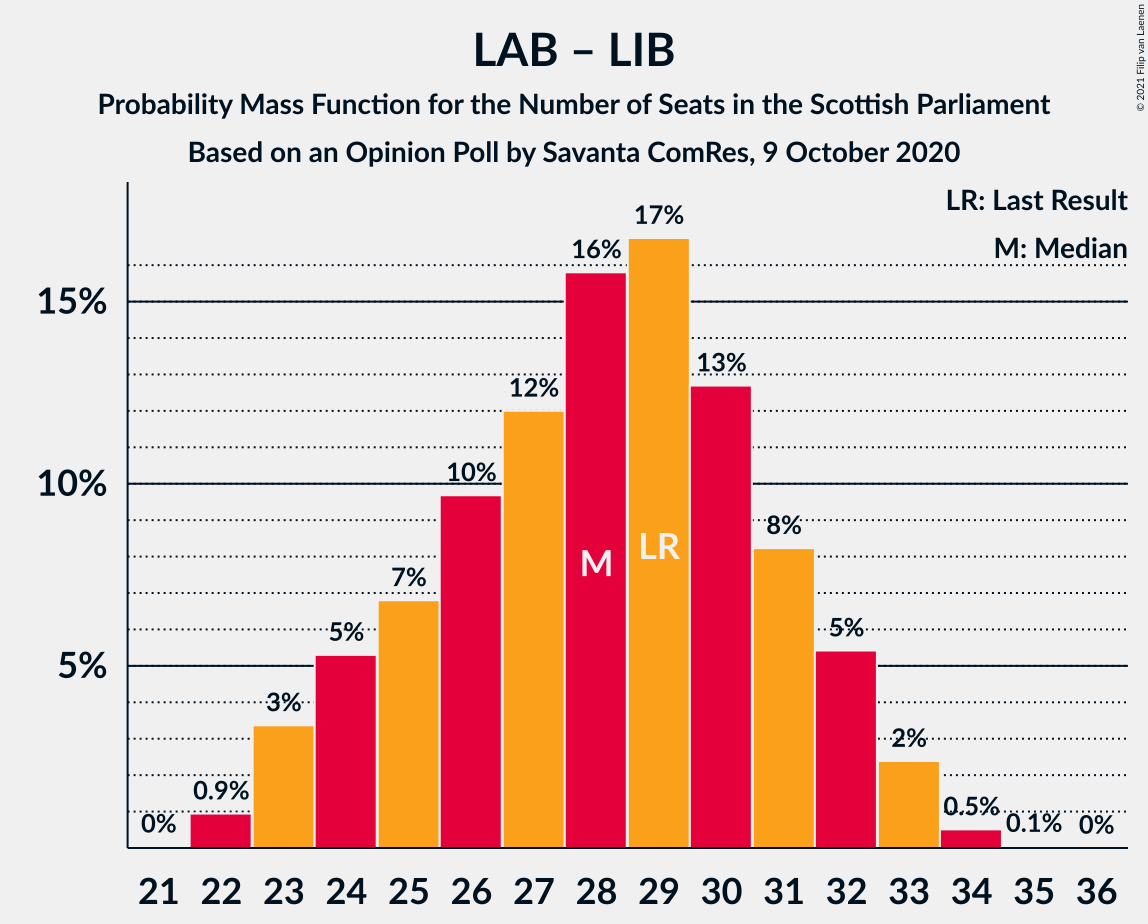 LAB – LIB
Probability Mass Function for the Number of Seats in the Scottish Parliament
Based on an Opinion Poll by Savanta ComRes, 9 October 2020
© 2021 Filip van Laenen
LR: Last Result
M: Median
15%
10%
5%
0%
0.9%
3%
5%
7%
10%
12%
16%
17%
13%
8%
5%
2%
0.5%
0.1%
0%
M
LR
21 22 23 24 25 26 27 28 29 30 31 32 33 34 35 36